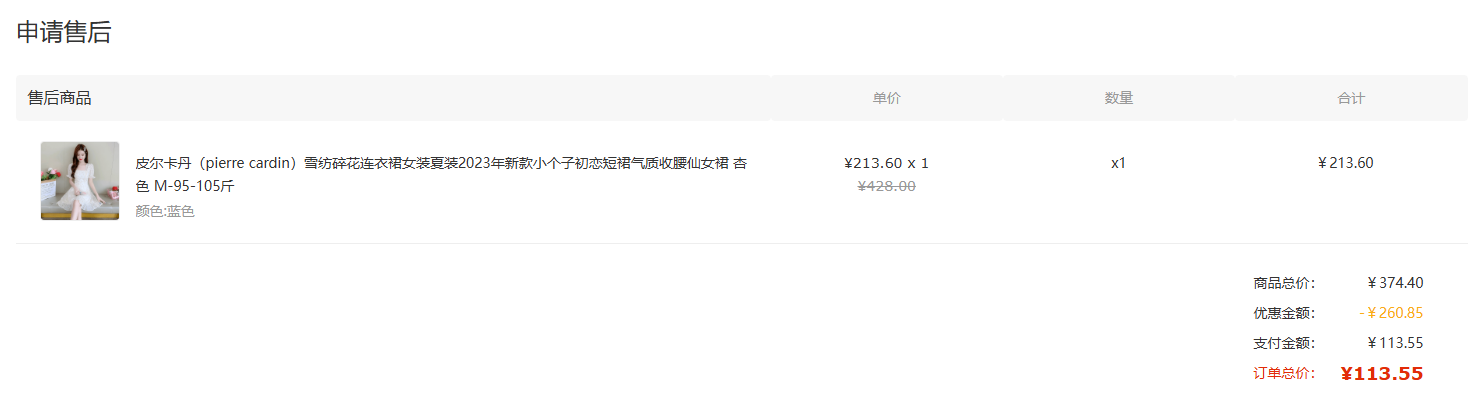 申请售后
售后商品 单价 数量 合计
皮尔卡丹（pierre cardin）雪纺碎花连衣裙女装夏装2023年新款小个子初恋短裙气质收腰仙女裙 杏 ¥213.60 x 1 x1 ￥213.60
色 M-95-105斤 ¥428.00
颜色:蓝色
商品总价： ￥374.40
优惠金额： -￥260.85
支付金额： ￥113.55
订单总价： ¥113.55